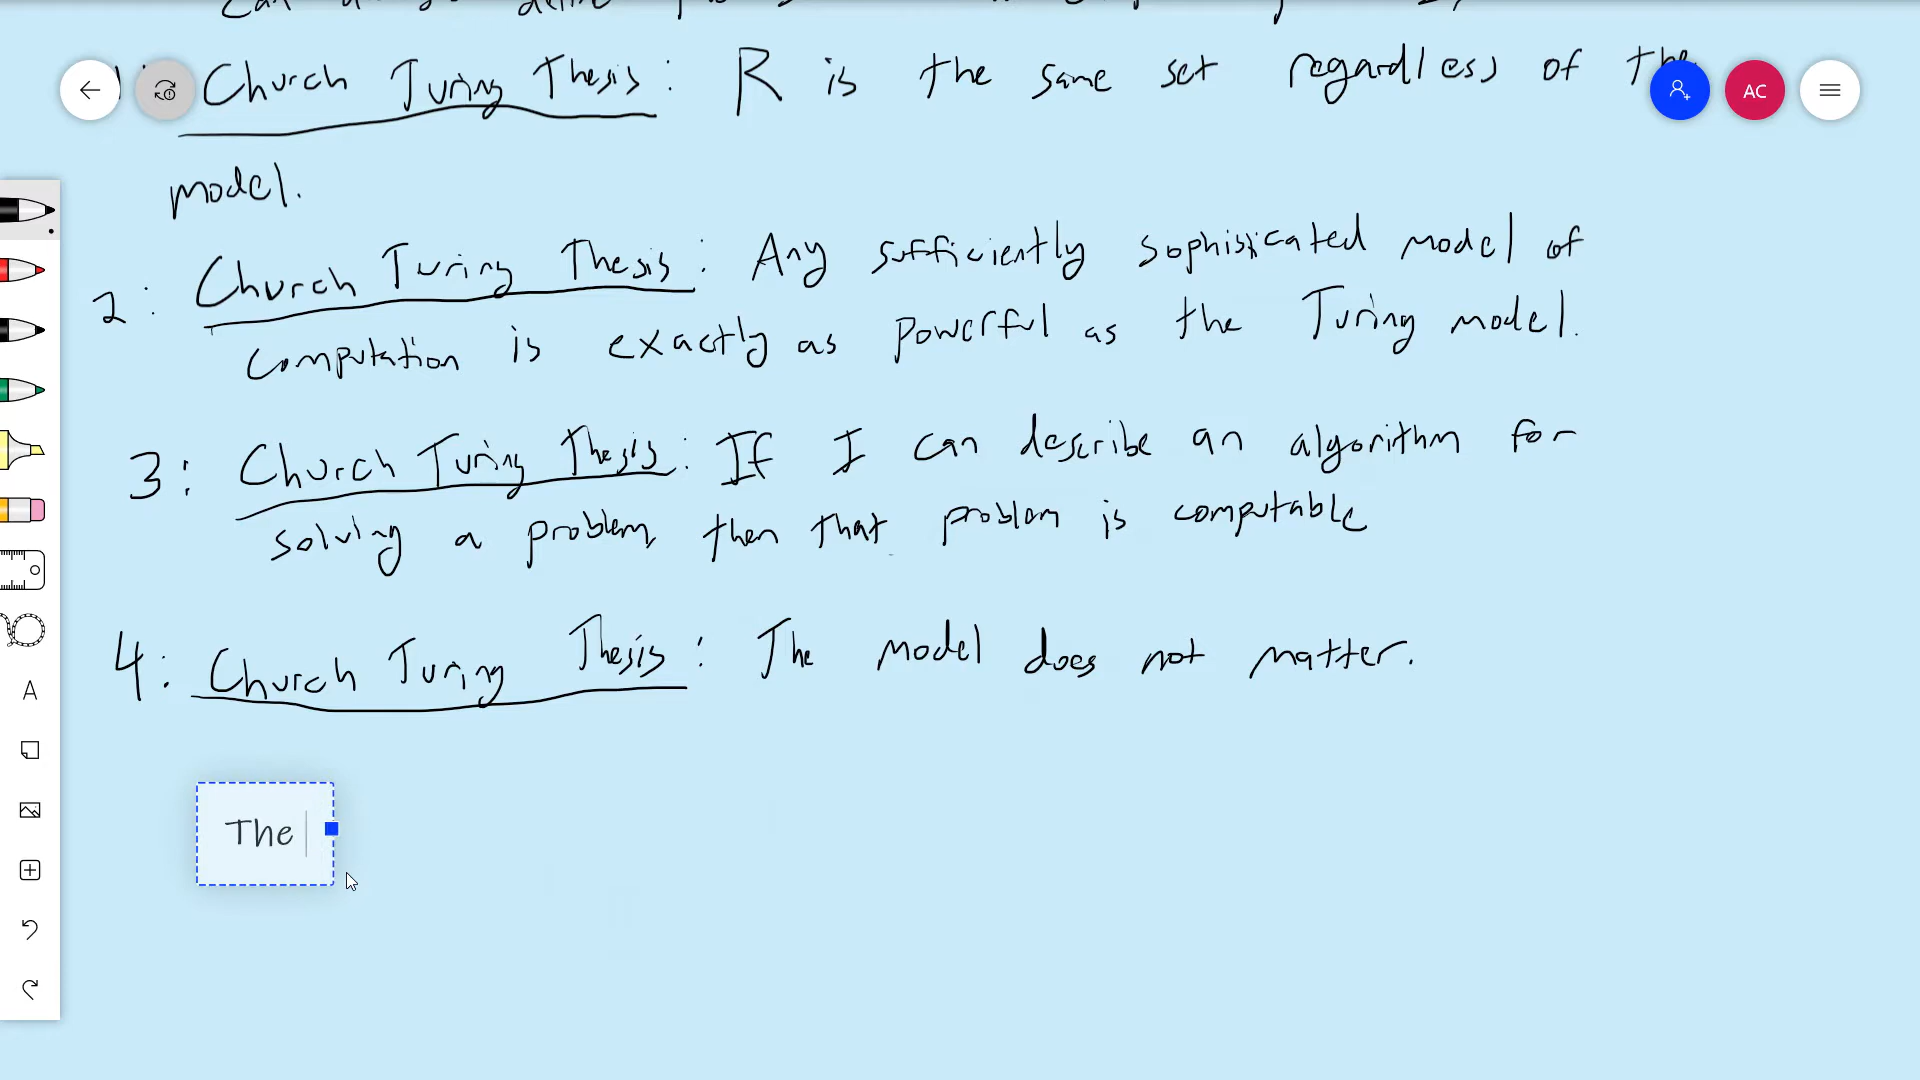 define
Church Turing Thesis: R is the same set regardless of the
model.
2: Church Turing Thesis: Any sufficiently sophisticated model of
computation is exactly as powerful as the Turing model.
3: Church Turing Thesis: If I can describe an algorithm for
solving a problem, then that problem is computable
4: Church Turing Thesis: The model does not matter.
The
AC
A